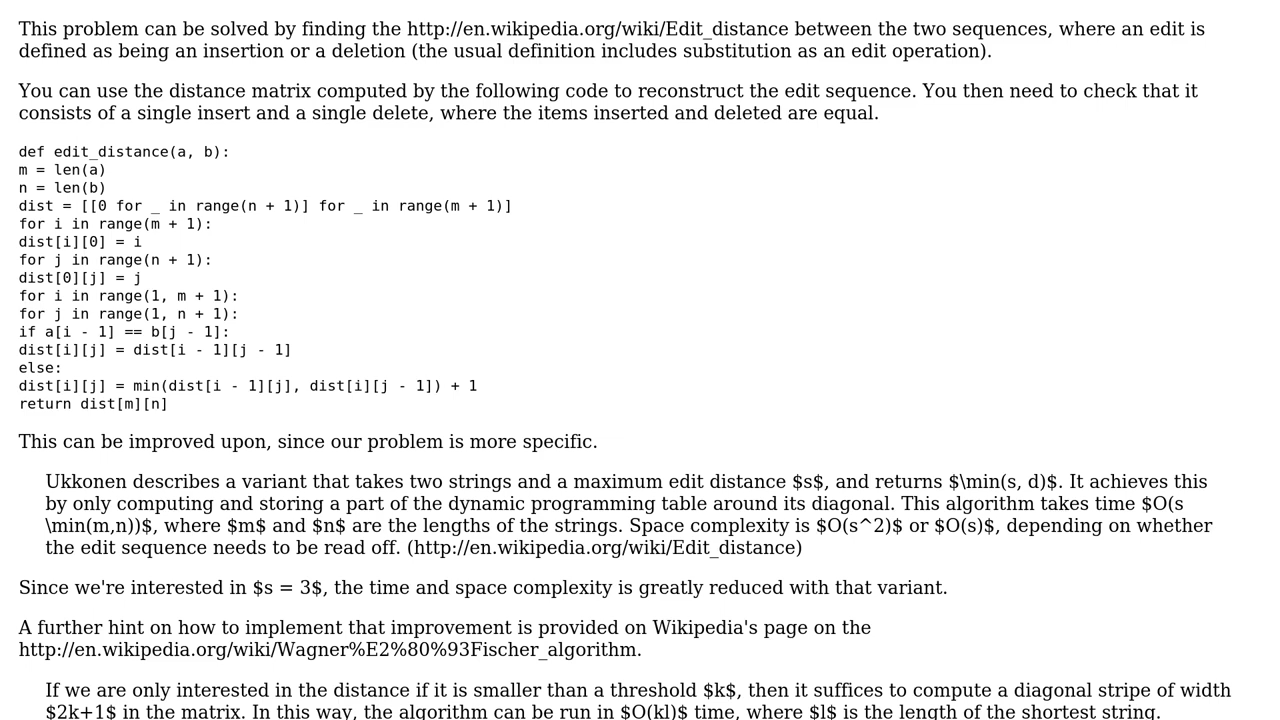 This problem can be solved by finding the http://en.wikipedia.org/wiki/Edit_distance between the two sequences, where an edit is
defined as being an insertion or a deletion (the usual definition includes substitution as an edit operation).
You can use the distance matrix computed by the following code to reconstruct the edit sequence. You then need to check that it
consists of a single insert and a single delete, where the items inserted and deleted are equal.
def edit_distance(a, b):
m = len(a)
n = len(b)
dist = [[0 for _ in range(n + 1)] for _ in range(m + 1)]
for i in range(m + 1):
dist[i][0] = i
for j in range(n + 1):
dist[0][j] = j
for i in range(1, m + 1):
for j in range(1, n + 1):
if a[i - 1] == b[j - 1]:
dist[i][j] = dist[i - 1][j - 1]
else:
dist[i][j] = min(dist[i - 1][j], dist[i][j - 1]) + 1
return dist[m][n]
This can be improved upon, since our problem is more specific.
Ukkonen describes a variant that takes two strings and a maximum edit distance $s$, and returns $\min(s, d)$. It achieves this
by only computing and storing a part of the dynamic programming table around its diagonal. This algorithm takes time $O(s
\min(m,n))$, where $m$ and $n$ are the lengths of the strings. Space complexity is $O(s^2)$ or $O(s)$, depending on whether
the edit sequence needs to be read off. (http://en.wikipedia.org/wiki/Edit_distance)
Since we're interested in $s = 3$, the time and space complexity is greatly reduced with that variant.
A further hint on how to implement that improvement is provided on Wikipedia's page on the
http://en.wikipedia.org/wiki/Wagner%E2%80%93Fischer_algorithm.
If we are only interested in the distance if it is smaller than a threshold $k$, then it suffices to compute a diagonal stripe of width
$2k+1$ in the matrix. In this way, the algorithm can be run in $O(kl)$ time, where $l$ is the length of the shortest string.